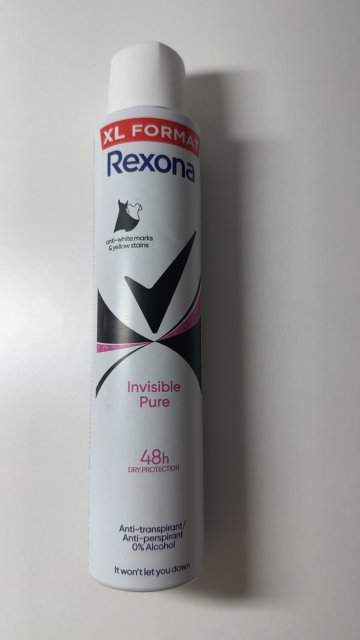 XL FORMAT
Rexona
anti-white marks
& yellow stains
Invisible
Pure
48h
DRY PROTECTION
Anti-transpirant/
Anti-perspirant
0% Alcohol
It won't let you down